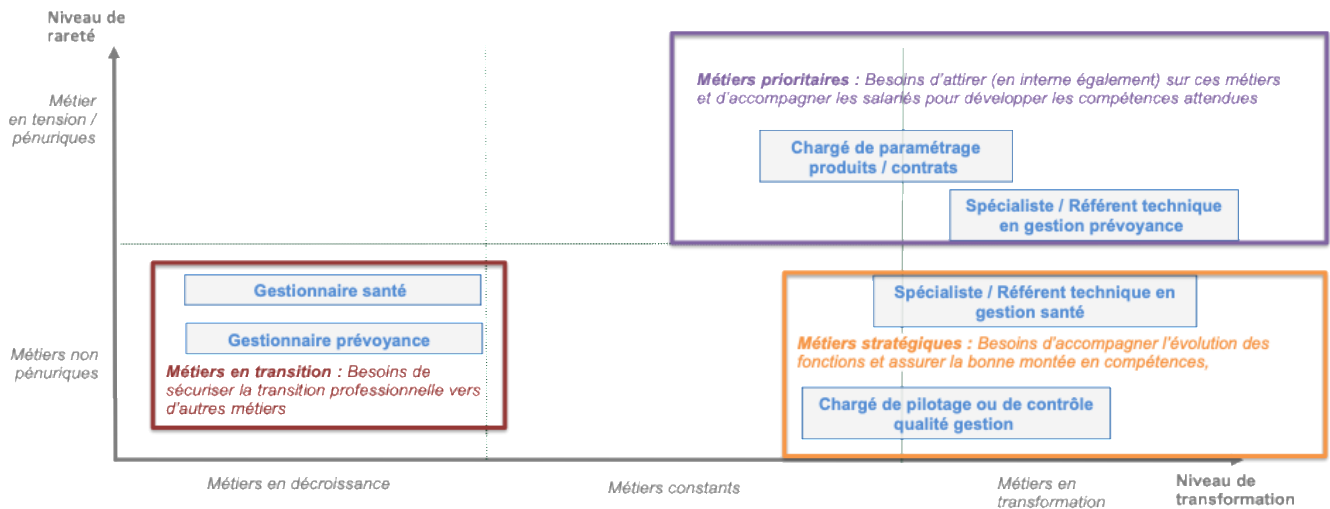 Niveau de
rareté
Métier
en tension /
pénuriques
Métiers prioritaires : Besoins d'attirer (en interne également) sur ces métiers
et d'accompagner les salariés pour développer les compétences attendues
Chargé de paramétrage
produits / contrats
Spécialiste / Référent technique
en gestion prévoyance
Métiers non
pénuriques
Gestionnaire santé
Gestionnaire prévoyance
Métiers en transition : Besoins de
sécuriser la transition professionnelle vers
d'autres métiers
Spécialiste / Référent technique en
gestion santé
Métiers stratégiques : Besoins d'accompagner l'évolution des
fonctions et assurer la bonne montée en compétences,
Chargé de pilotage ou de contrôle
qualité gestion
Métiers en décroissance
Métiers constants
Métiers en
transformation
Niveau de
transformation